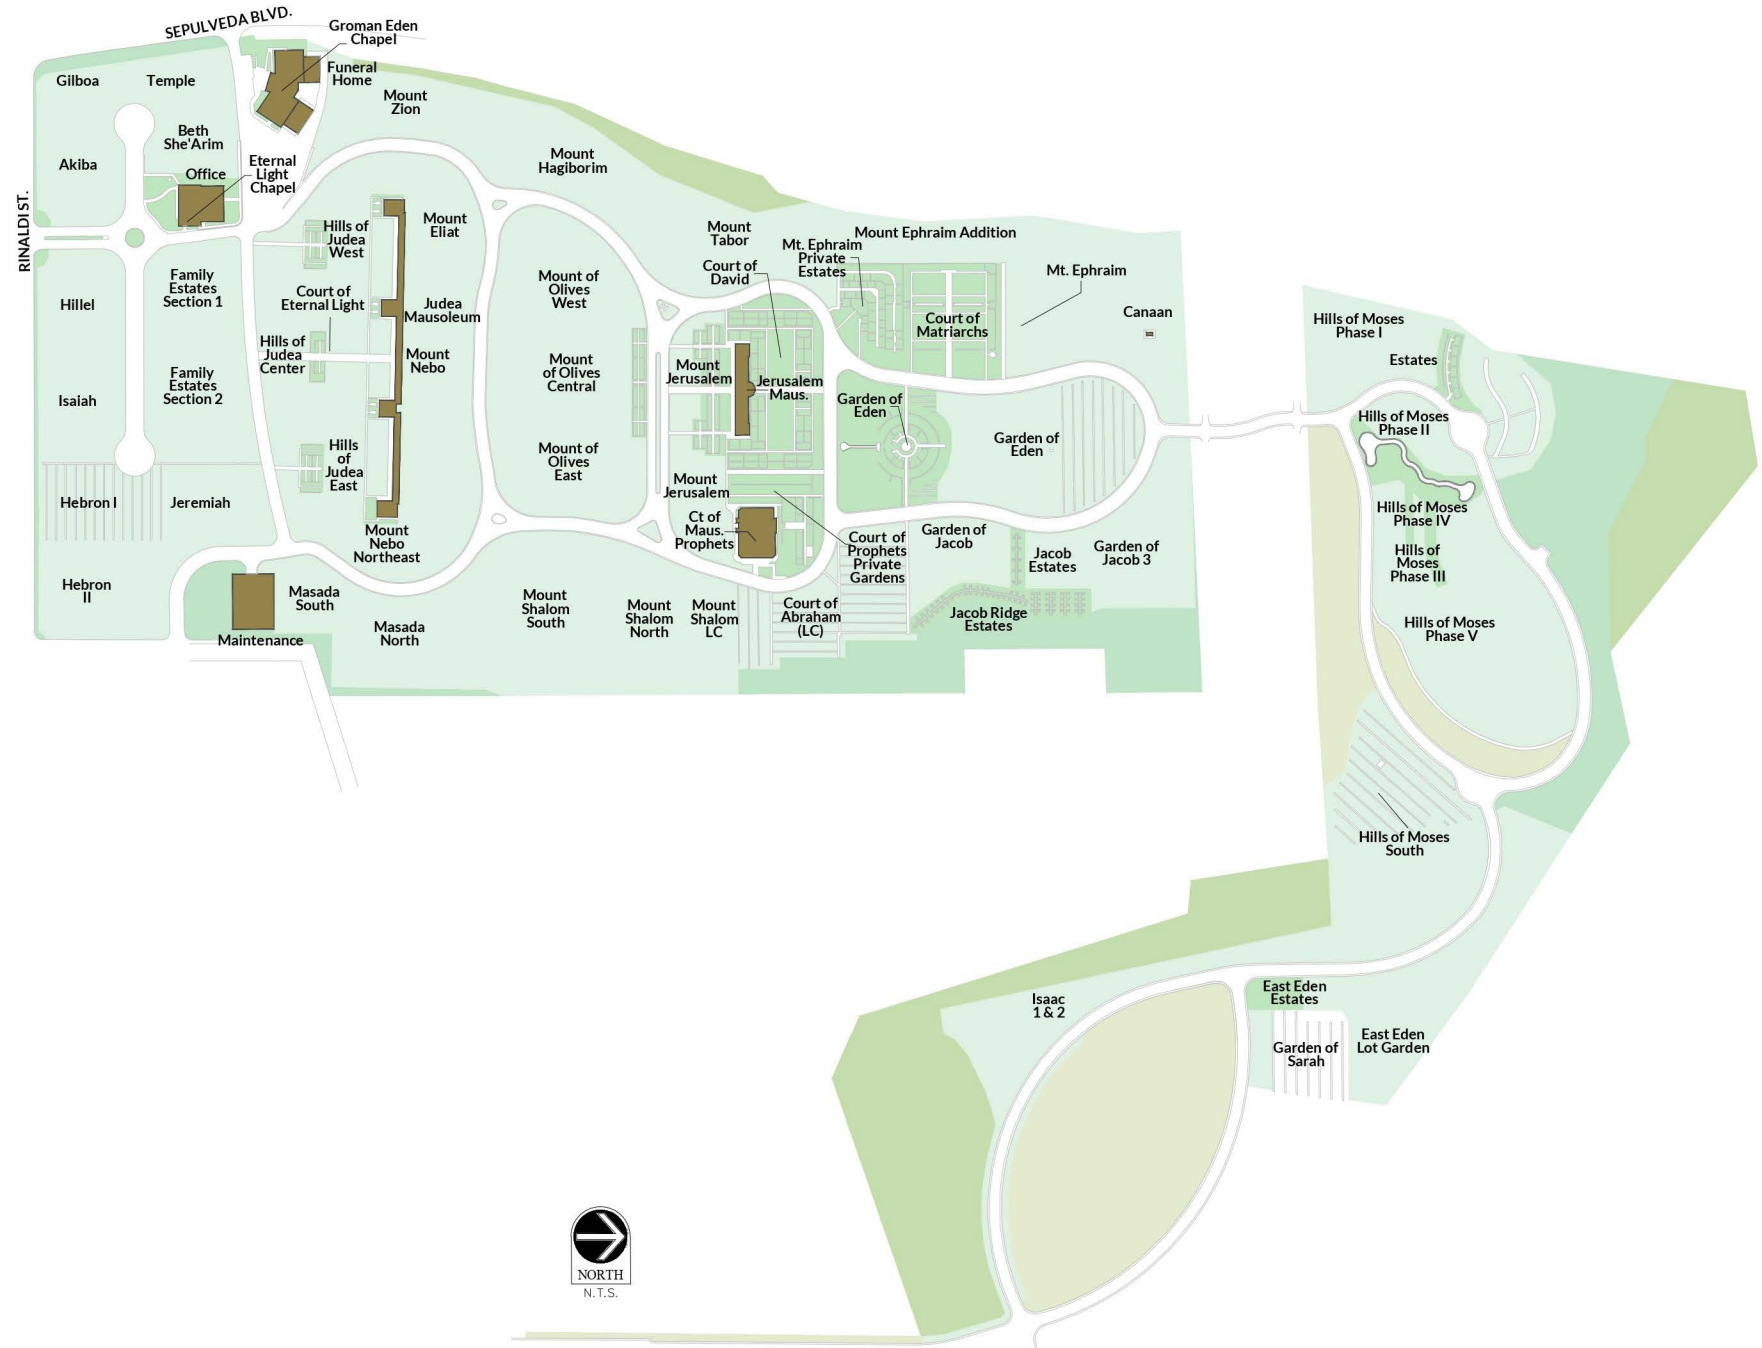 SEPULVEDA BLVD.
Groman Eden
Chapel
Funeral
Home
Gilboa
Temple
Mount
Zion
Beth
She'Arim
Akiba
Office
Eternal
Light
Chapel
Mount
Hagiborim
RINALDI ST.
Hills of
Judea
West
Mount
Eliat
Mount
Tabor
Mount Ephraim Addition
Mt. Ephraim
Private
Estates
Court of
David
Mt. Ephraim
Family
Estates
Section 1
Hillel
Court of
Eternal Light
Judea
Mausoleum
Mount of
Olives
West
Court of
Matriarchs
Canaan
Hills of Moses
Phase I
Estates
Hills of
Judea
Center
Mount
Nebo
Mount
of Olives
Central
Mount
Jerusalem
Jerusalem
Maus.
Family
Estates
Section 2
Isaiah
Garden of
Eden
Garden of
Eden
Hills of Moses
Phase II
Hills
of
Judea
East
Mount of
Olives
East
Mount
Jerusalem
Hebron I
Jeremiah
Hills of Moses
Phase IV
Ct of
Maus.
Prophets
Court of
Prophets
Private
Gardens
Garden of
Jacob
Jacob
Estates
Garden of
Jacob 3
Mount
Nebo
Northeast
Hills of
Moses
Phase III
Hebron
II
Masada
South
Mount
Shalom
South
Mount
Shalom
North
Mount
Shalom
LC
Court of
Abraham
(LC)
Jacob Ridge
Estates
Hills of Moses
Phase V
Maintenance
Masada
North
Hills of Moses
South
Isaac
1 & 2
East Eden
Estates
Garden of
Sarah
East Eden
Lot Garden
NORTH
N.T.S.